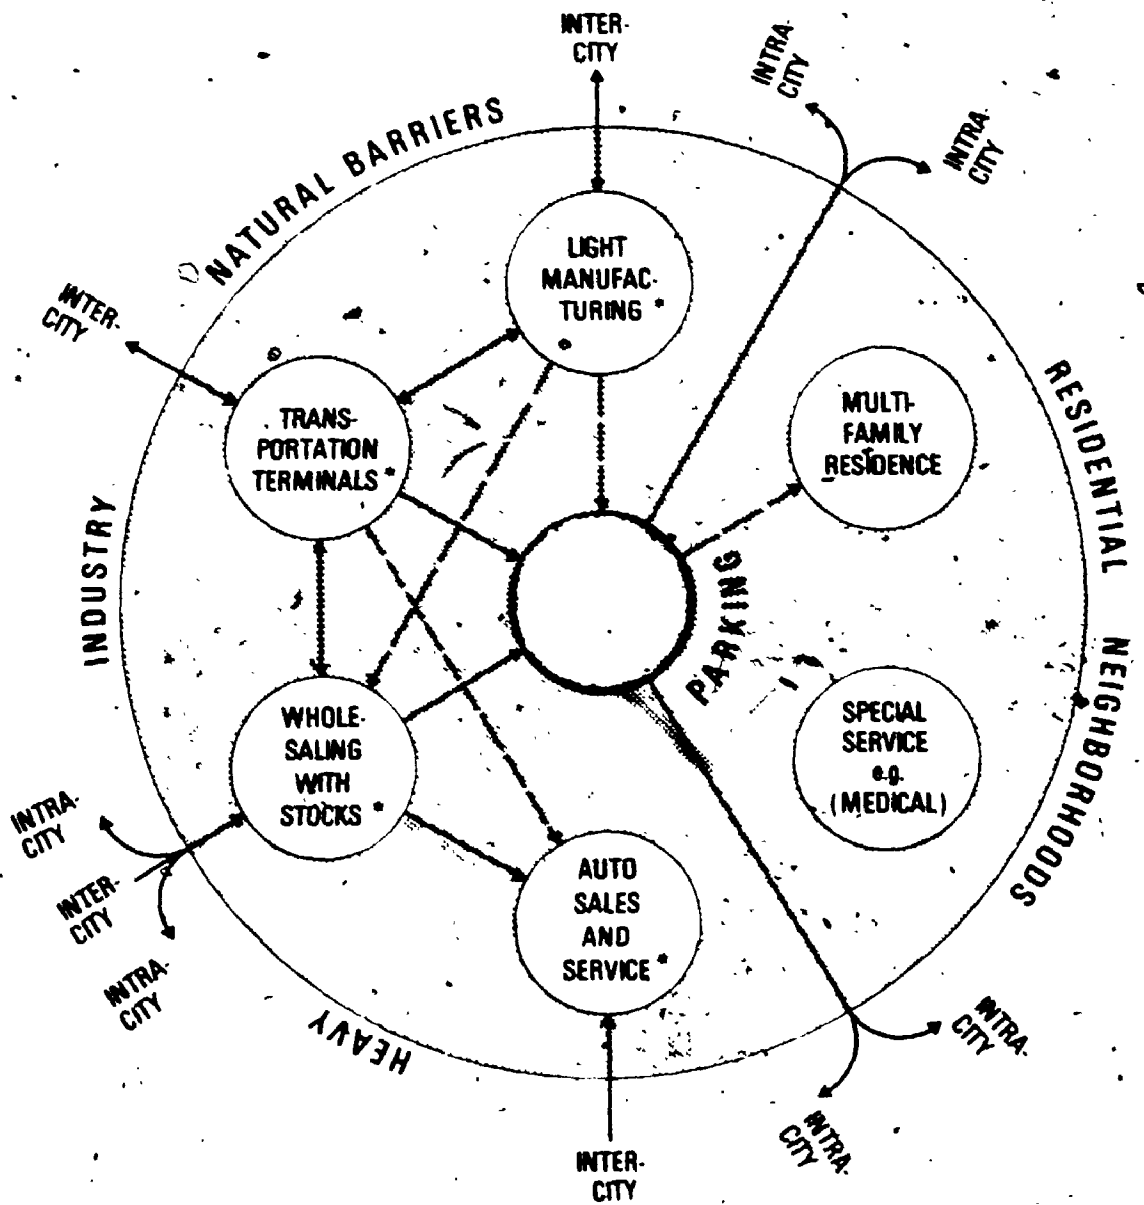 INTER-
CITY
INTRA-
CITY
INTRA-
CITY
NATURAL BARRIERS
LIGHT
MANUFAC-
TURING *
INTER-
CITY
TRANS-
PORTATION
TERMINALS *
MULTI-
FAMILY
RESIDENCE
RESIDENTIAL NEIGHBORHOODS
PARKING
HEAVY INDUSTRY
WHOLE-
SALING
WITH
STOCKS *
SPECIAL
SERVICE
e.g.
(MEDICAL)
INTRA-
CITY
INTER-
CITY
INTRA-
CITY
AUTO
SALES
AND
SERVICE *
INTRA-
CITY
INTRA-
CITY
INTER-
CITY